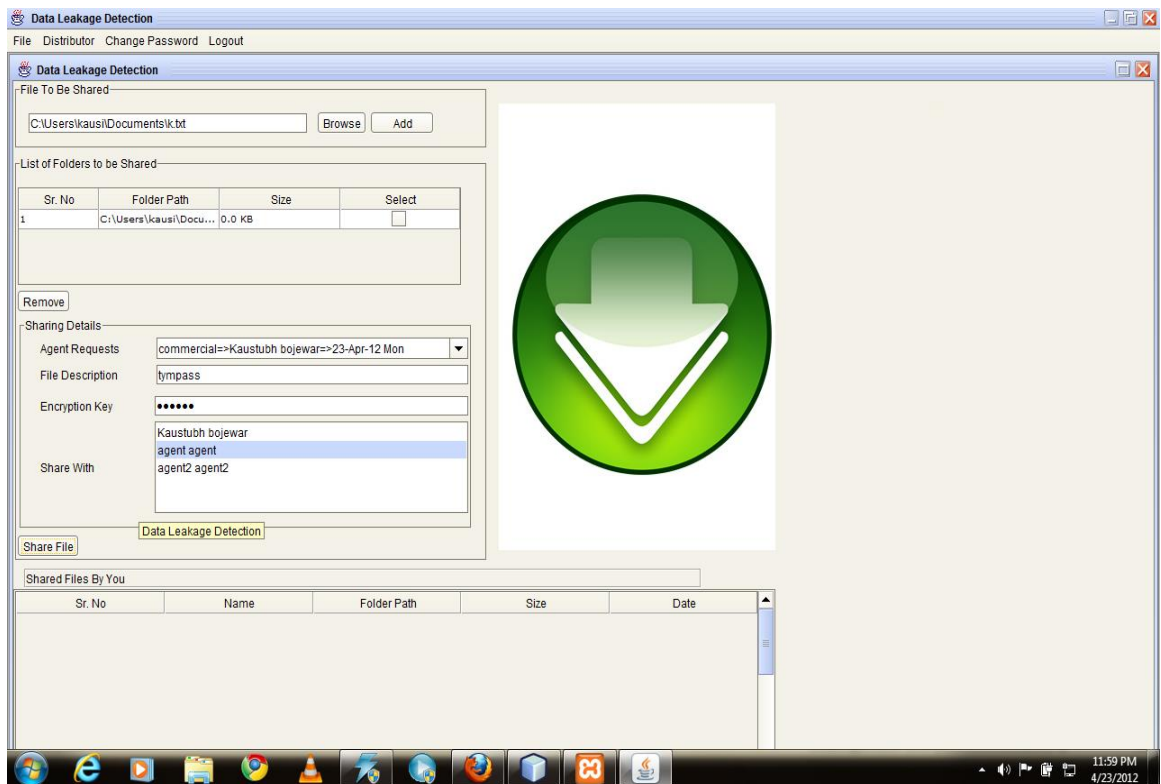 Data Leakage Detection
File Distributor Change Password Logout
Data Leakage Detection
File To Be Shared
C:\Users\kausi\Documents\k.txt Browse Add
List of Folders to be Shared
Sr. No Folder Path Size Select
1 C:\Users\kausi\Docu... 0.0 KB
Remove
Sharing Details
Agent Requests commercial=>Kaustubh bojewar=>23-Apr-12 Mon
File Description tympass
Encryption Key ••••••
Kaustubh bojewar
agent agent
Share With agent2 agent2
Data Leakage Detection
Share File
Shared Files By You
Sr. No Name Folder Path Size Date
11:59 PM
4/23/2012